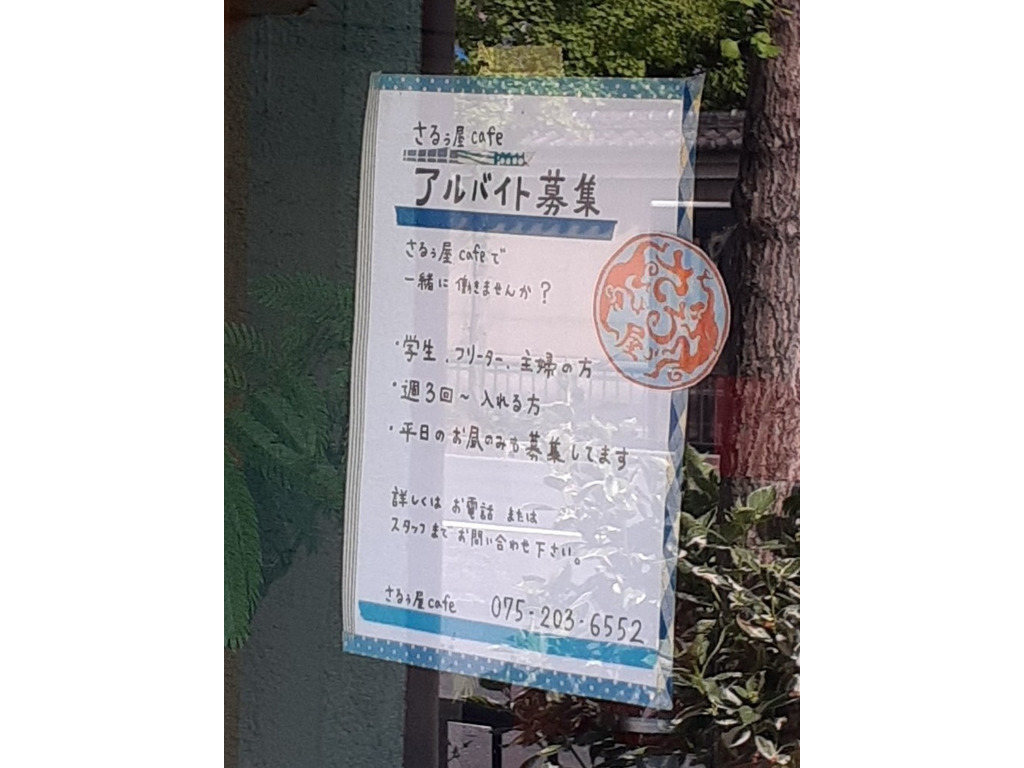 さるぅ屋cafe
アルバイト募集
さるぅ屋cafeで
一緒に働きませんか？
・学生、フリーター、主婦の方
・週3回～入れる方
・平日のお昼のみも募集してます
詳しくはお電話または
スタッフまでお問い合わせ下さい。
さるぅ屋cafe 075-203-6552
屋